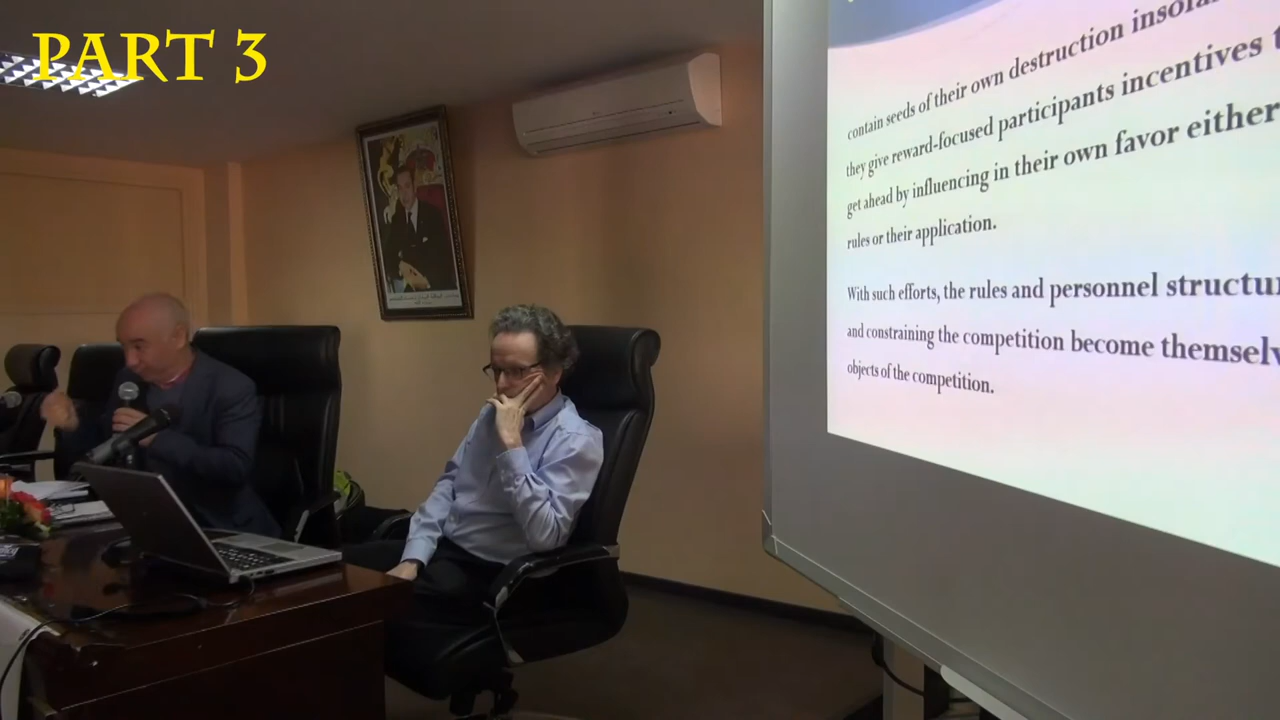 PART 3
contain seeds of their own destruction
they give reward-focused participants incentives
get ahead by influencing in their own favor either
rules or their application.
With such efforts, the rules and personnel
and constraining the competition become
objects of the competition.